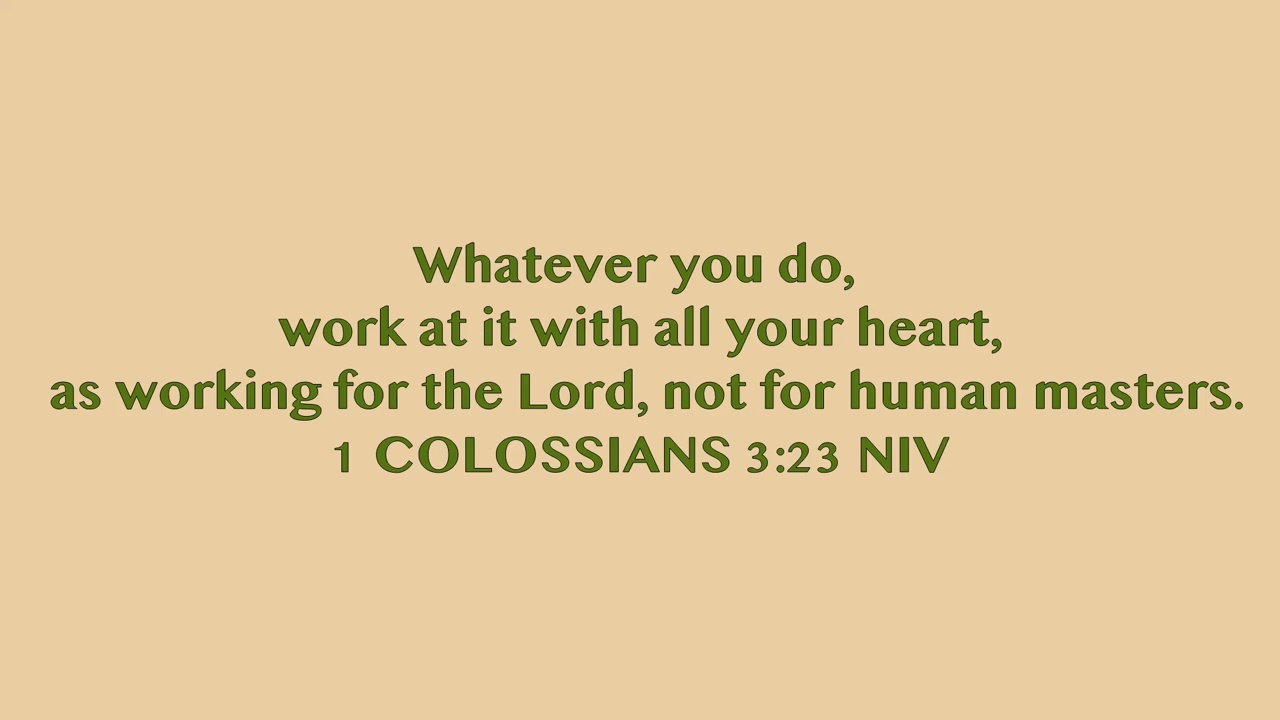 Whatever you do,
work at it with all your heart,
as working for the Lord, not for human masters.
1 COLOSSIANS 3:23 NIV